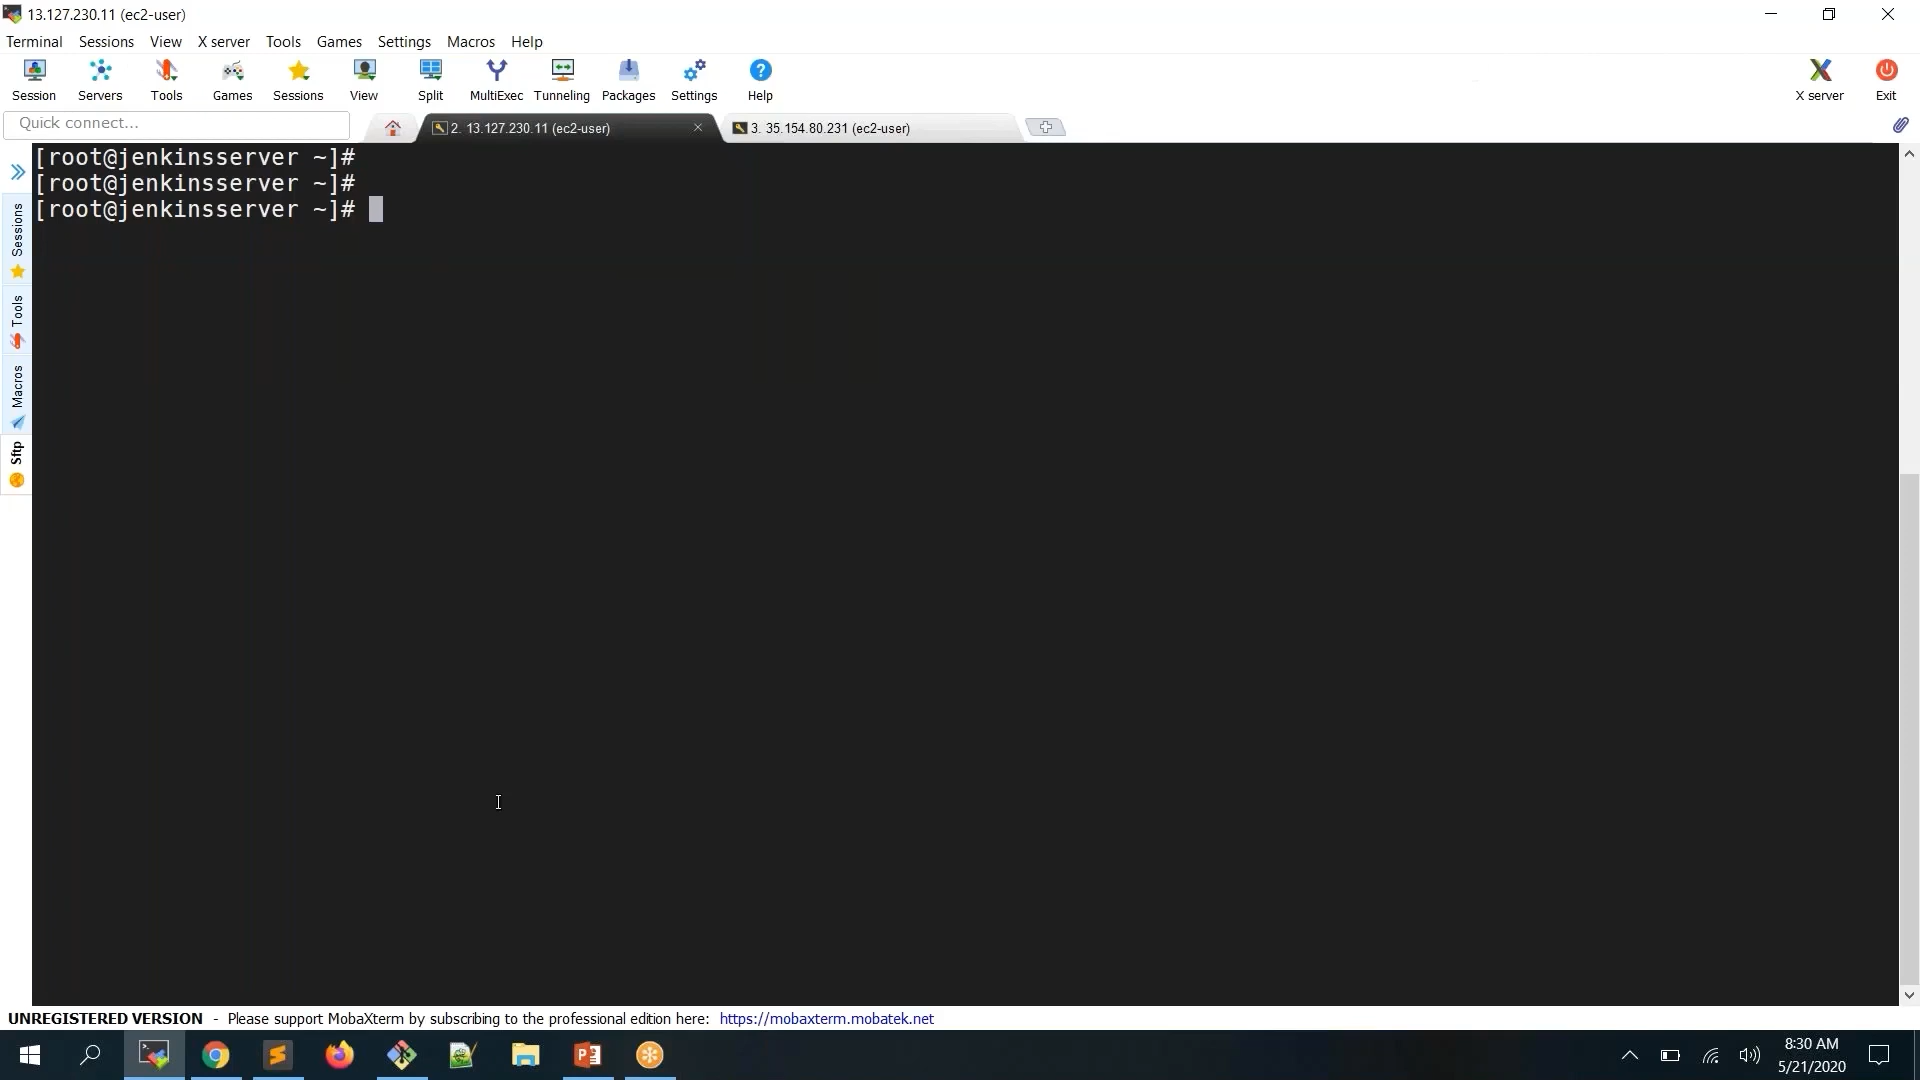 13.127.230.11 (ec2-user)
Terminal Sessions View X server Tools Games Settings Macros Help
Session Servers Tools Games Sessions View Split MultiExec Tunneling Packages Settings Help X server Exit
Quick connect...
2. 13.127.230.11 (ec2-user)
3. 35.154.80.231 (ec2-user)
[root@jenkinsserver ~]#
[root@jenkinsserver ~]#
[root@jenkinsserver ~]#
Sessions
Tools
Macros
Sftp
UNREGISTERED VERSION - Please support MobaXterm by subscribing to the professional edition here: https://mobaxterm.mobatek.net
8:30 AM
5/21/2020